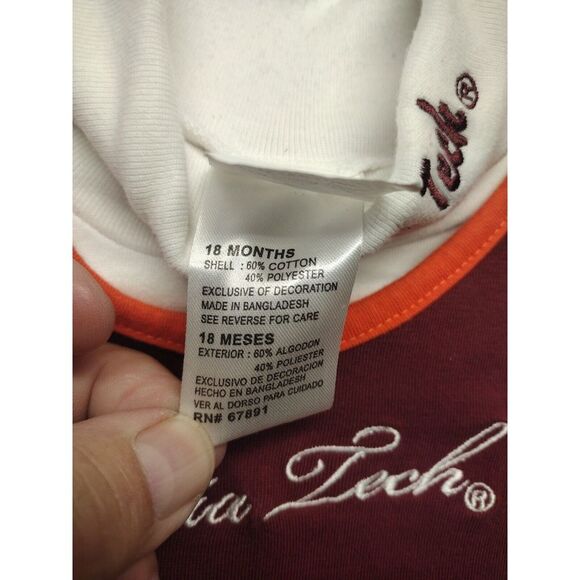 Tech®
18 MONTHS
SHELL : 60% COTTON
40% POLYESTER
EXCLUSIVE OF DECORATION
MADE IN BANGLADESH
SEE REVERSE FOR CARE
18 MESES
EXTERIOR : 60% ALGODON
40% POLIESTER
EXCLUSIVO DE DECORACION
HECHO EN BANGLADESH
VER AL DORSO PARA CUIDADO
RN# 67891
ia Tech®